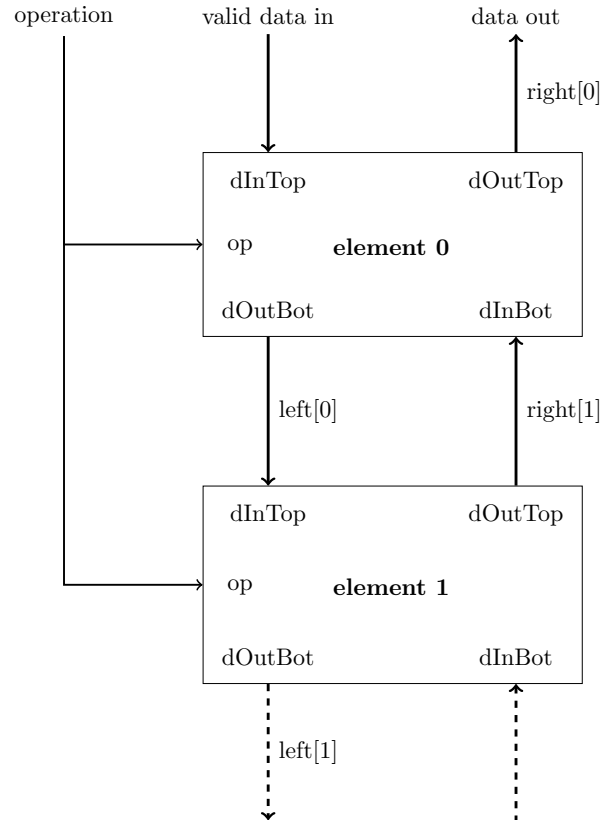 operation valid data in data out
right[0]
dInTop dOutTop
op element 0
dOutBot dInBot
left[0] right[1]
dInTop dOutTop
op element 1
dOutBot dInBot
left[1]